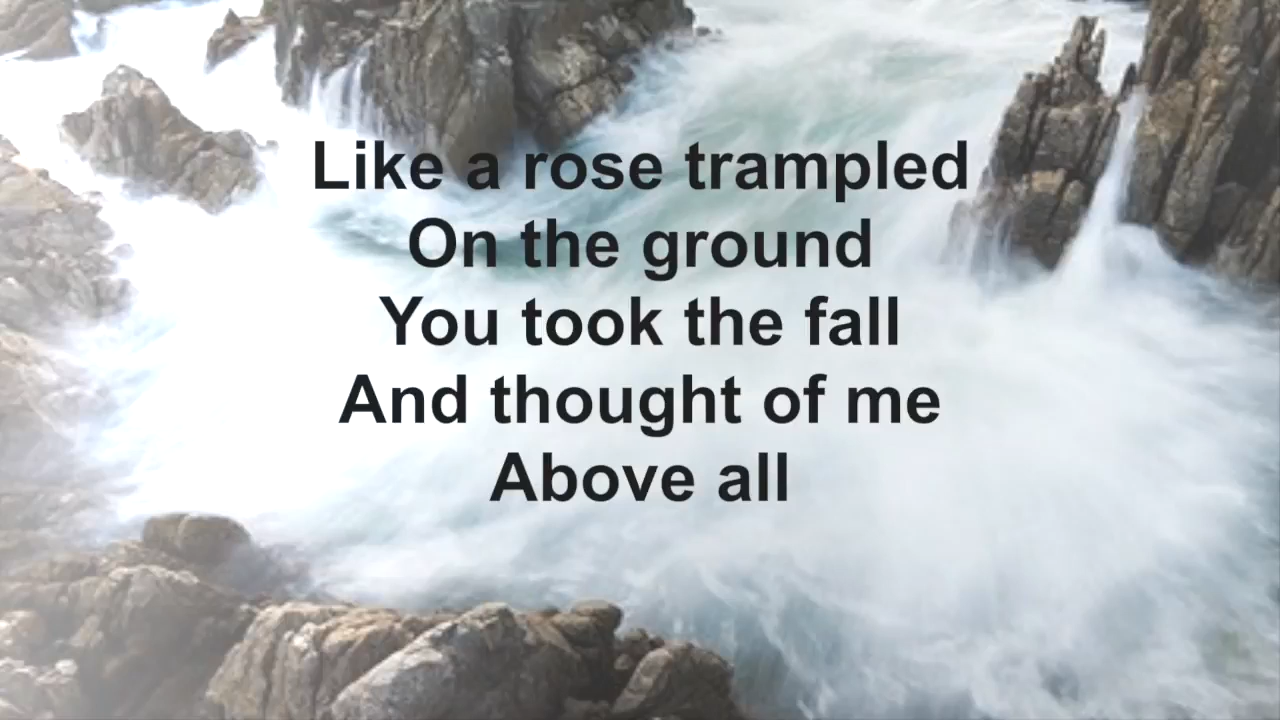 Like a rose trampled
On the ground
You took the fall
And thought of me
Above all